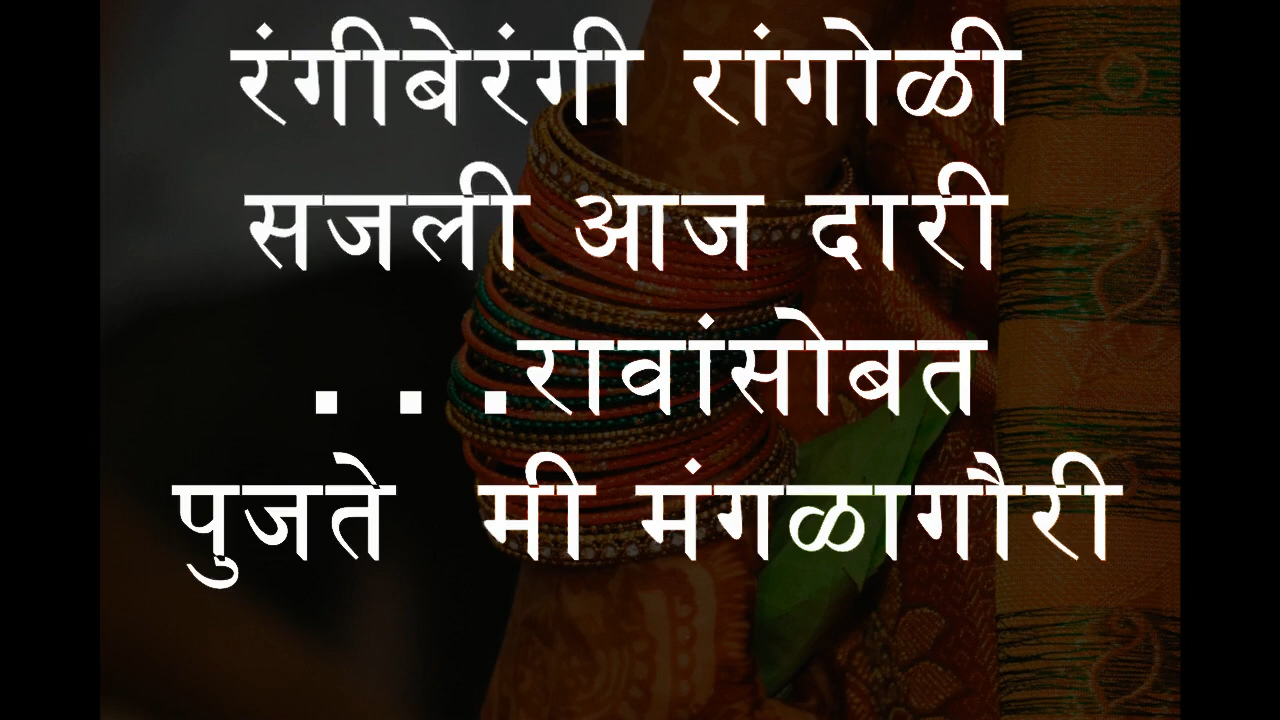 रंगीबेरंगी रांगोळी
सजली आज दारी
. . .रावांसोबत
पुजते मी मंगळागौरी